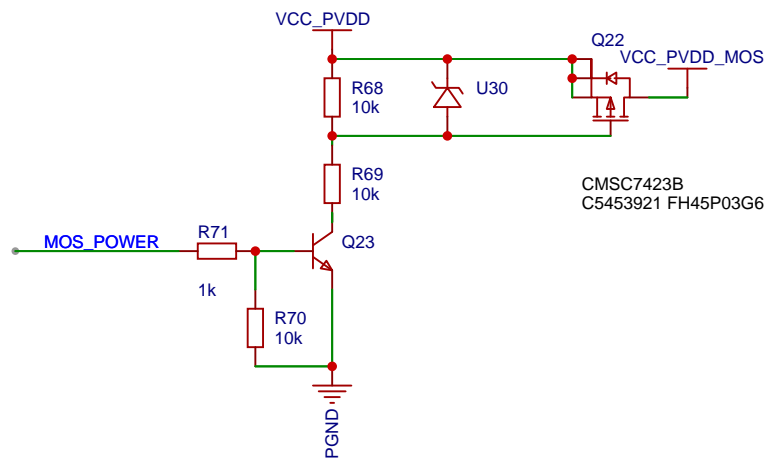 VCC_PVDD
Q22
VCC_PVDD_MOS
R68
10k
U30
R69
10k
CMSC7423B
C5453921 FH45P03G6
MOS_POWER
R71
1k
Q23
R70
10k
PGND